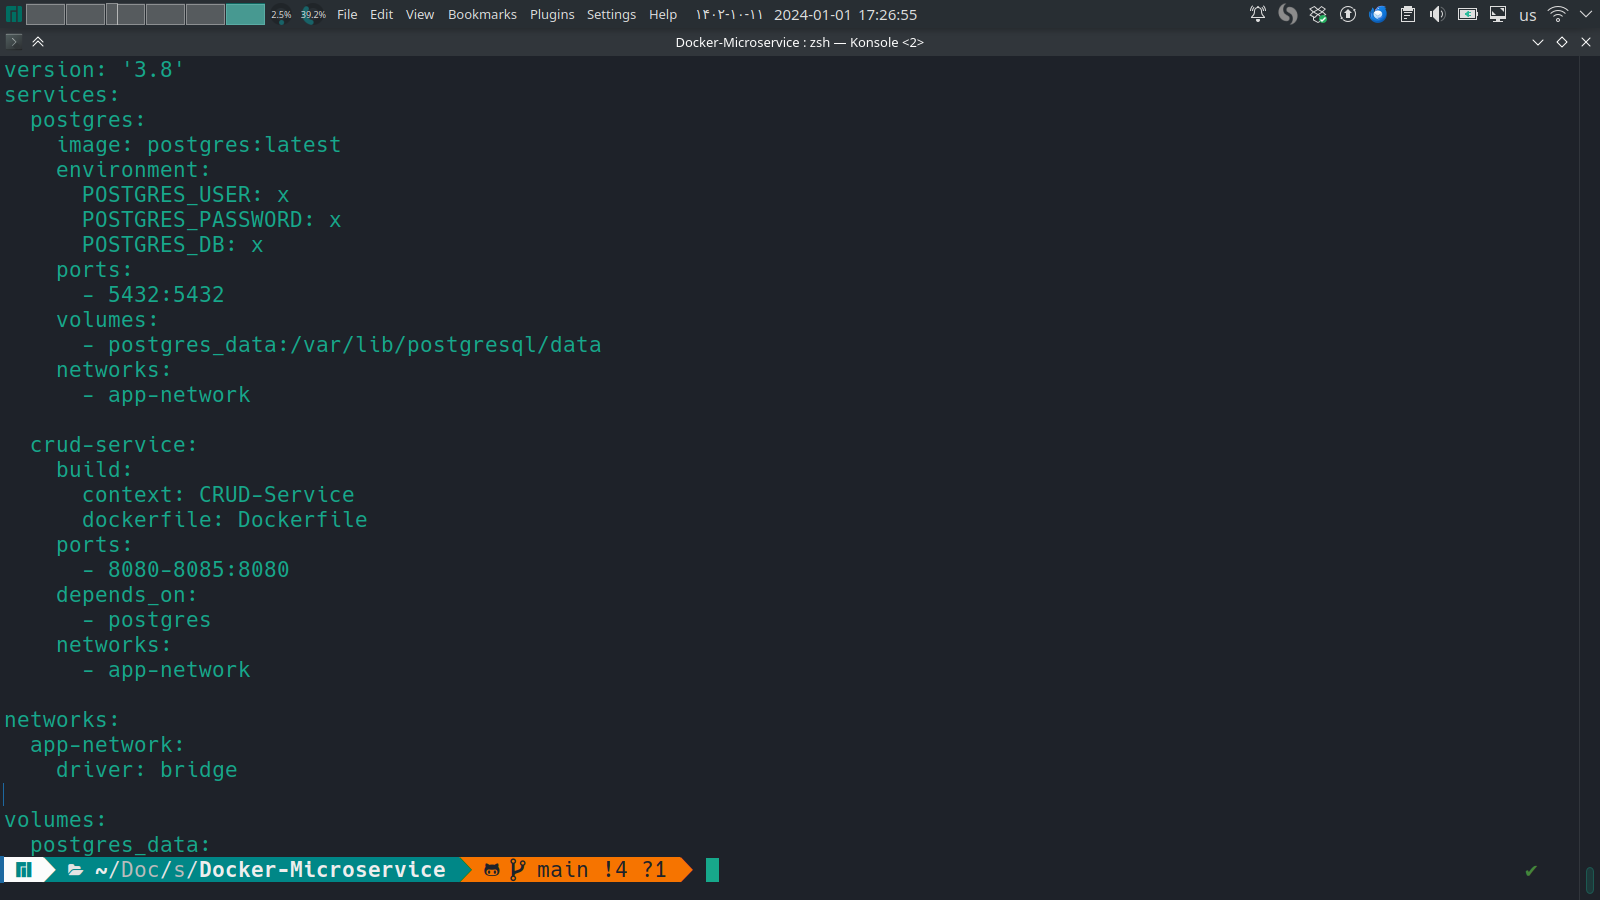 2.5% 39.2% File Edit View Bookmarks Plugins Settings Help ۱۴۰۲-۱۰-۱۱ 2024-01-01 17:26:55 us
Docker-Microservice : zsh — Konsole <2>
version: '3.8'
services:
  postgres:
    image: postgres:latest
    environment:
      POSTGRES_USER: x
      POSTGRES_PASSWORD: x
      POSTGRES_DB: x
    ports:
      - 5432:5432
    volumes:
      - postgres_data:/var/lib/postgresql/data
    networks:
      - app-network
  crud-service:
    build:
      context: CRUD-Service
      dockerfile: Dockerfile
    ports:
      - 8080-8085:8080
    depends_on:
      - postgres
    networks:
      - app-network
networks:
  app-network:
    driver: bridge
volumes:
  postgres_data:
~/Doc/s/Docker-Microservice main !4 ?1 ✔